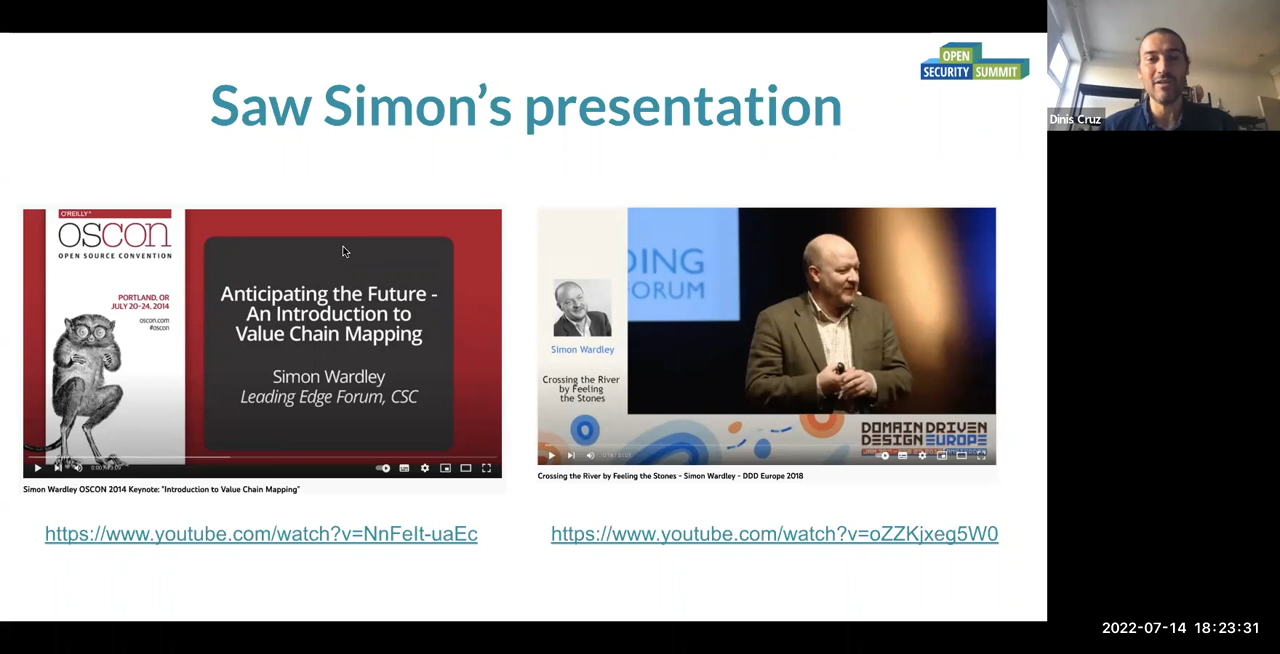 OPEN
SECURITY SUMMIT
Dinis Cruz
Saw Simon's presentation
O'REILLY®
OSCON
OPEN SOURCE CONVENTION
PORTLAND, OR
JULY 20-24, 2014
oscon.com
#oscon
Anticipating the Future -
An Introduction to
Value Chain Mapping
Simon Wardley
Leading Edge Forum, CSC
Simon Wardley OSCON 2014 Keynote: "Introduction to Value Chain Mapping"
https://www.youtube.com/watch?v=NnFeIt-uaEc
DING
FORUM
Simon Wardley
Crossing the River
by Feeling
the Stones
DOMAIN DRIVEN
DESIGN EUROPE
Crossing the River by Feeling the Stones - Simon Wardley - DDD Europe 2018
https://www.youtube.com/watch?v=oZZKjxeg5W0
2022-07-14 18:23:31